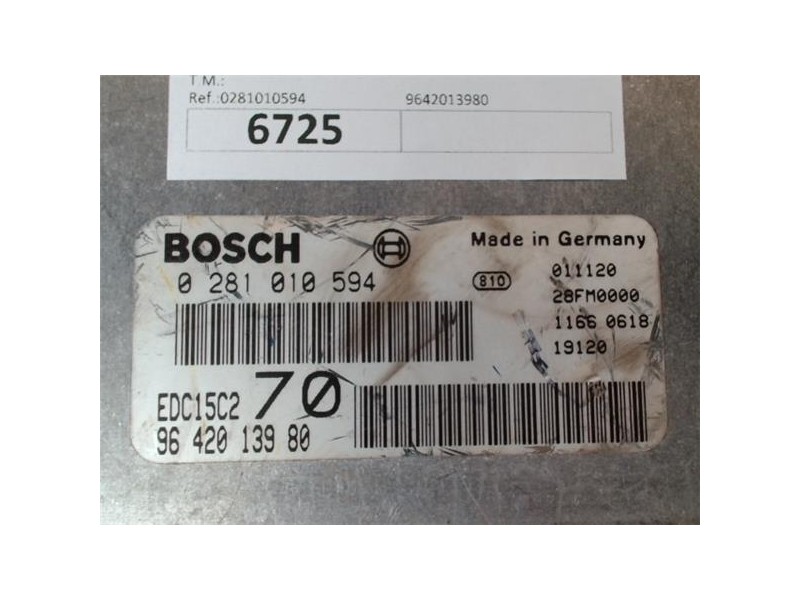 T.M.:
Ref.:0281010594 9642013980
6725
BOSCH Made in Germany
0 281 010 594 810 011120
28FM0000
1166 0618
19120
EDC15C2 70
96 420 139 80